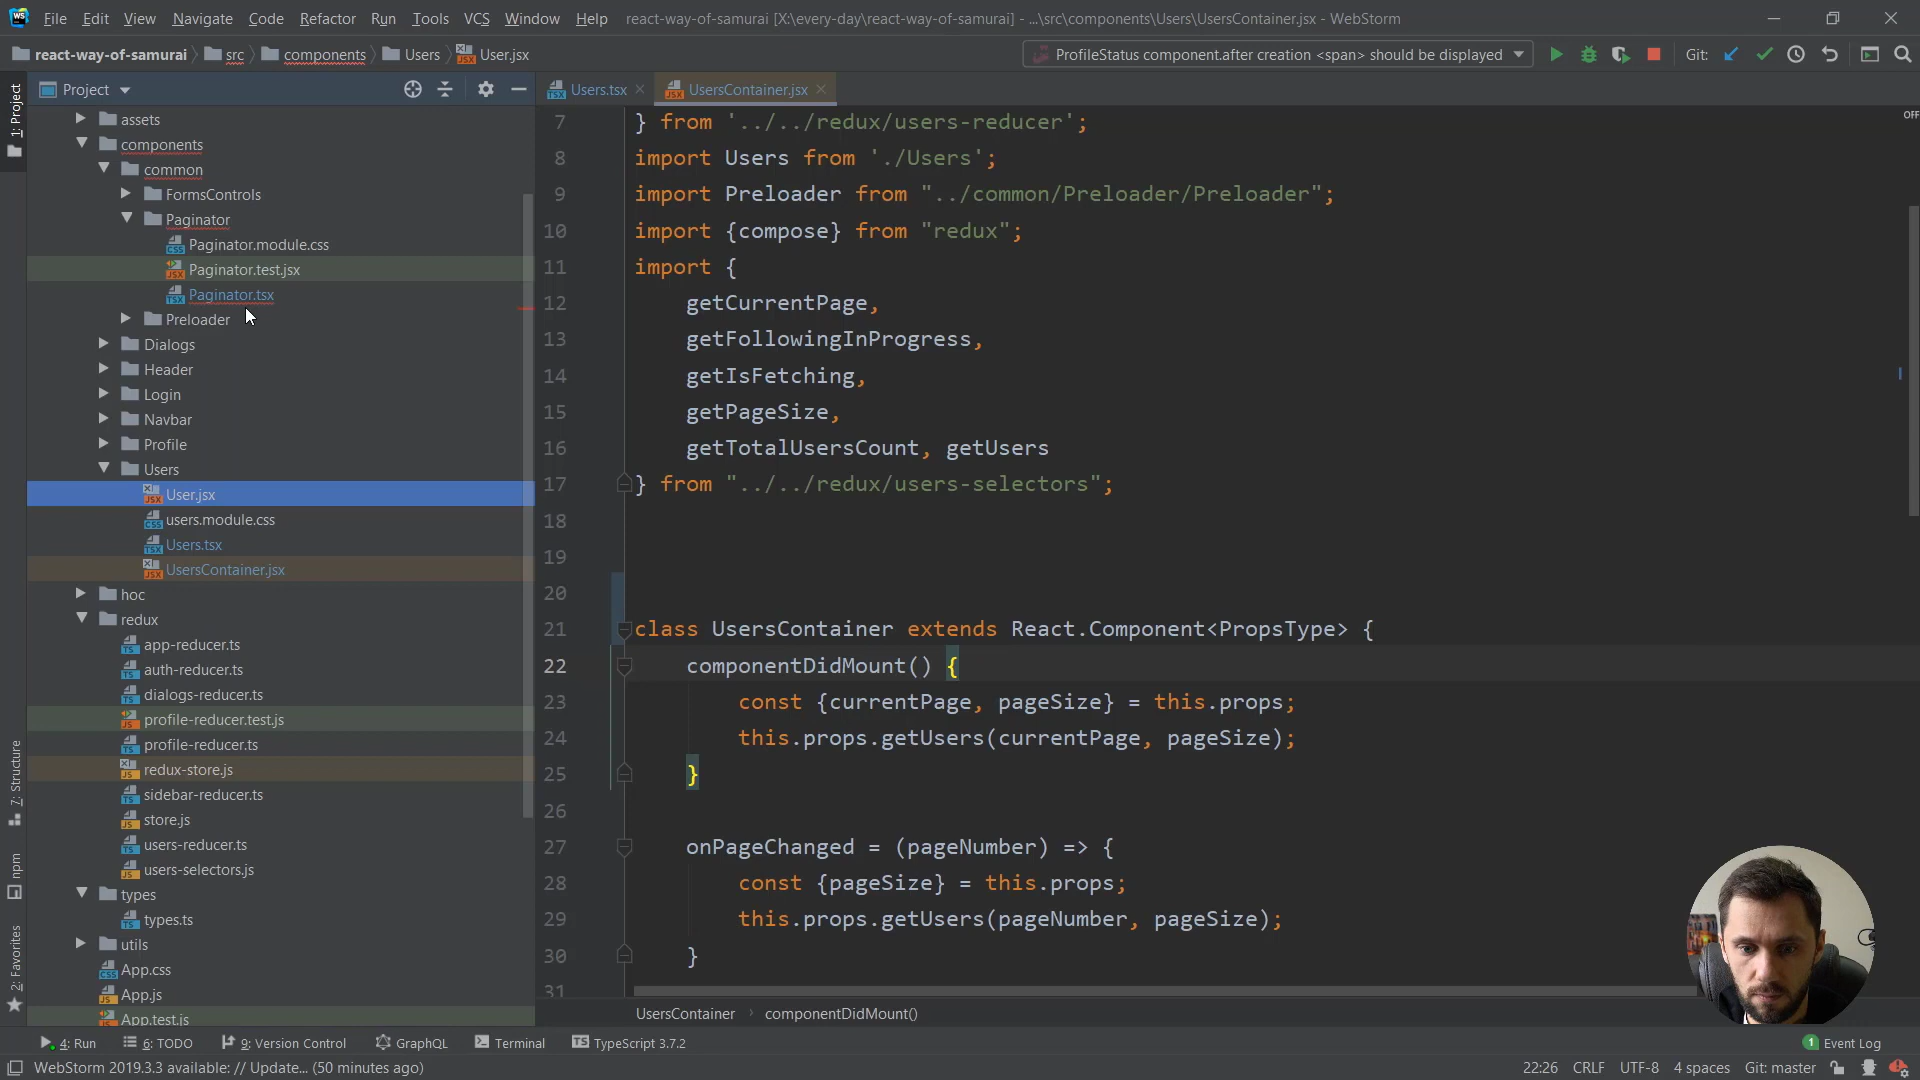 File Edit View Navigate Code Refactor Run Tools VCS Window Help react-way-of-samurai [X:\every-day\react-way-of-samurai] - ...\src\components\Users\UsersContainer.jsx - WebStorm
react-way-of-samurai src components Users User.jsx ProfileStatus component.after creation <span> should be displayed Git:
1: Project
7: Structure
npm
2: Favorites
Project
assets
components
common
FormsControls
Paginator
Paginator.module.css
Paginator.test.jsx
Paginator.tsx
Preloader
Dialogs
Header
Login
Navbar
Profile
Users
User.jsx
users.module.css
Users.tsx
UsersContainer.jsx
hoc
redux
app-reducer.ts
auth-reducer.ts
dialogs-reducer.ts
profile-reducer.test.js
profile-reducer.ts
redux-store.js
sidebar-reducer.ts
store.js
users-reducer.ts
users-selectors.js
types
types.ts
utils
App.css
App.js
App.test.js
Users.tsx UsersContainer.jsx
OFF
7 } from '../../redux/users-reducer';
8 import Users from './Users';
9 import Preloader from "../common/Preloader/Preloader";
10 import {compose} from "redux";
11 import {
12 getCurrentPage,
13 getFollowingInProgress,
14 getIsFetching,
15 getPageSize,
16 getTotalUsersCount, getUsers
17 } from "../../redux/users-selectors";
18
19
20
21 class UsersContainer extends React.Component<PropsType> {
22 componentDidMount() {
23 const {currentPage, pageSize} = this.props;
24 this.props.getUsers(currentPage, pageSize);
25 }
26
27 onPageChanged = (pageNumber) => {
28 const {pageSize} = this.props;
29 this.props.getUsers(pageNumber, pageSize);
30 }
31
UsersContainer componentDidMount()
4: Run 6: TODO 9: Version Control GraphQL Terminal TypeScript 3.7.2 1 Event Log
WebStorm 2019.3.3 available: // Update... (50 minutes ago) 22:26 CRLF UTF-8 4 spaces Git: master